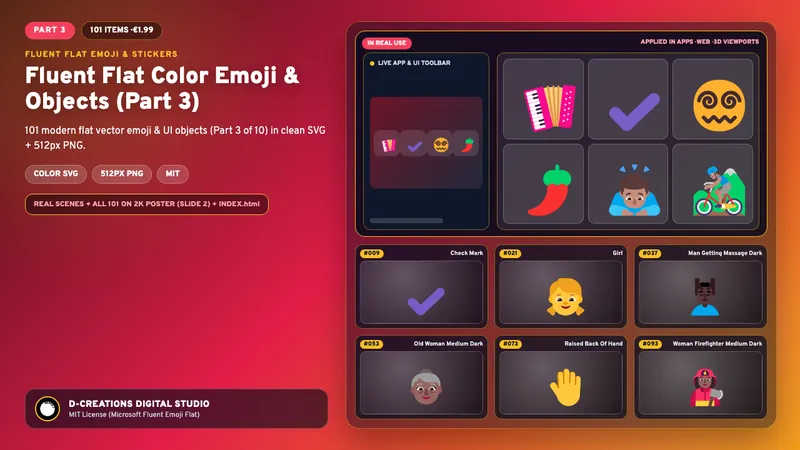 PART 3
101 ITEMS •€1.99
FLUENT FLAT EMOJI & STICKERS
Fluent Flat Color Emoji &
Objects (Part 3)
101 modern flat vector emoji & UI objects (Part 3 of 10) in clean SVG
+ 512px PNG.
COLOR SVG
512PX PNG
MIT
REAL SCENES + ALL 101 ON 2K POSTER (SLIDE 2) + INDEX.html
D-CREATIONS DIGITAL STUDIO
MIT License (Microsoft Fluent Emoji Flat)
IN REAL USE
APPLIED IN APPS •WEB •3D VIEWPORTS
LIVE APP & UI TOOLBAR
#009
Check Mark
#021
Girl
#037
Man Getting Massage Dark
#053
Old Woman Medium Dark
#073
Raised Back Of Hand
#093
Woman Firefighter Medium Dark